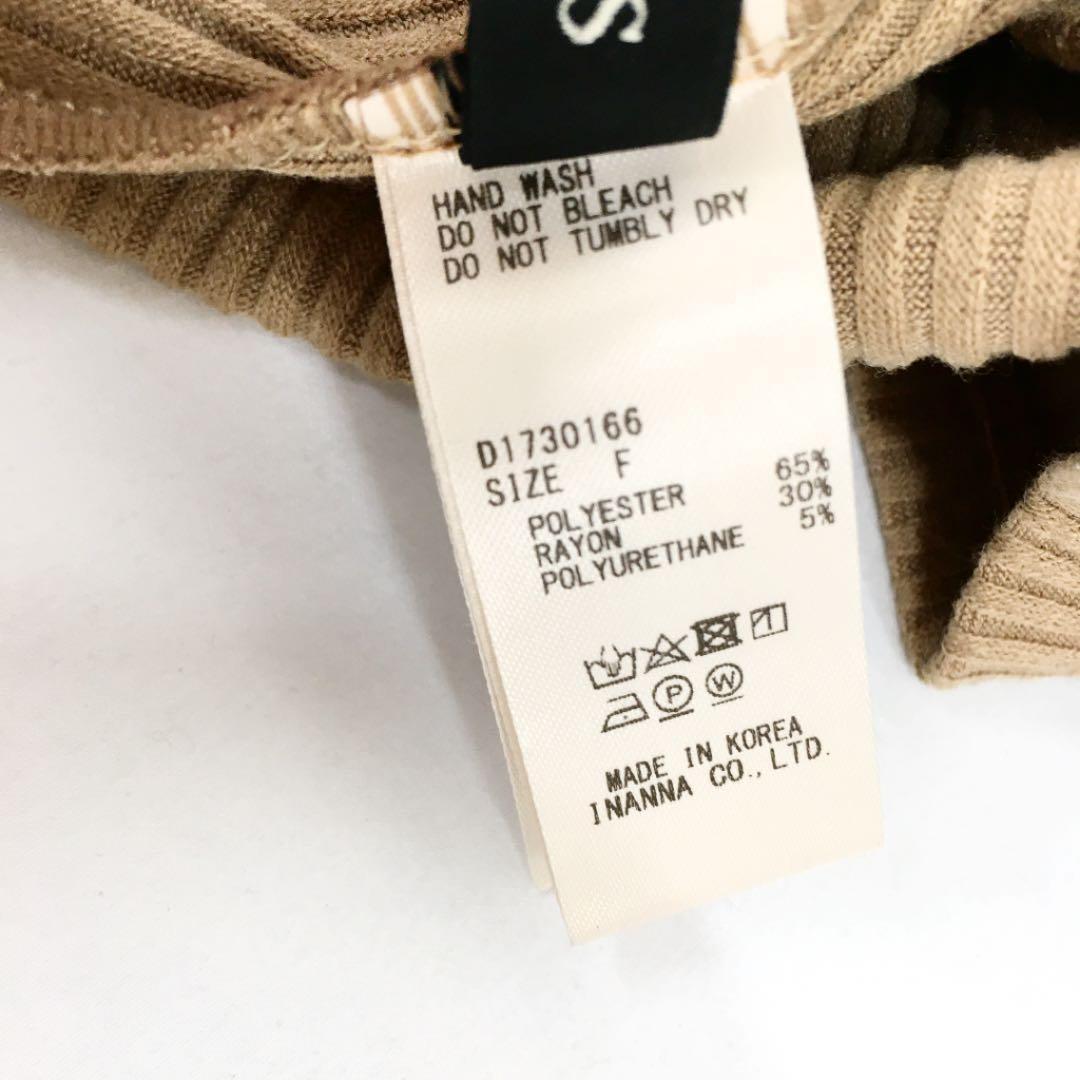 S
HAND WASH
DO NOT BLEACH
DO NOT TUMBLY DRY
D1730166
SIZE F
POLYESTER 65%
RAYON 30%
POLYURETHANE 5%
P W
MADE IN KOREA
INANNA CO., LTD.